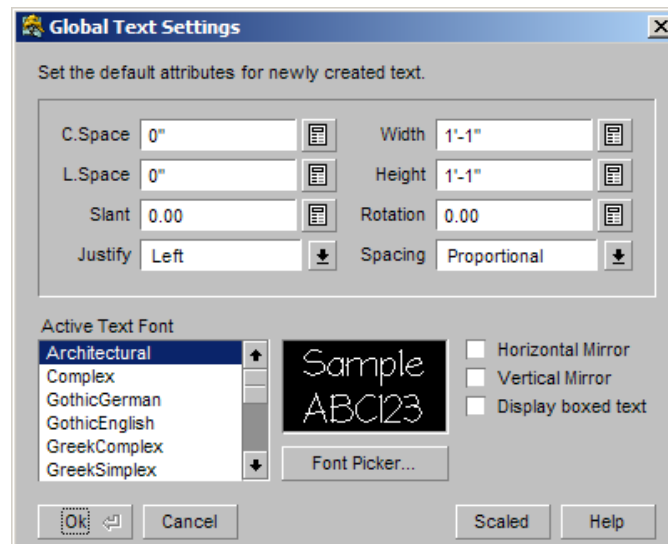 Global Text Settings
Set the default attributes for newly created text.
C.Space 0" Width 1'-1"
L.Space 0" Height 1'-1"
Slant 0.00 Rotation 0.00
Justify Left Spacing Proportional
Active Text Font
Architectural
Complex
GothicGerman
GothicEnglish
GreekComplex
GreekSimplex
Sample
ABC123
Font Picker...
Horizontal Mirror
Vertical Mirror
Display boxed text
Ok Cancel Scaled Help